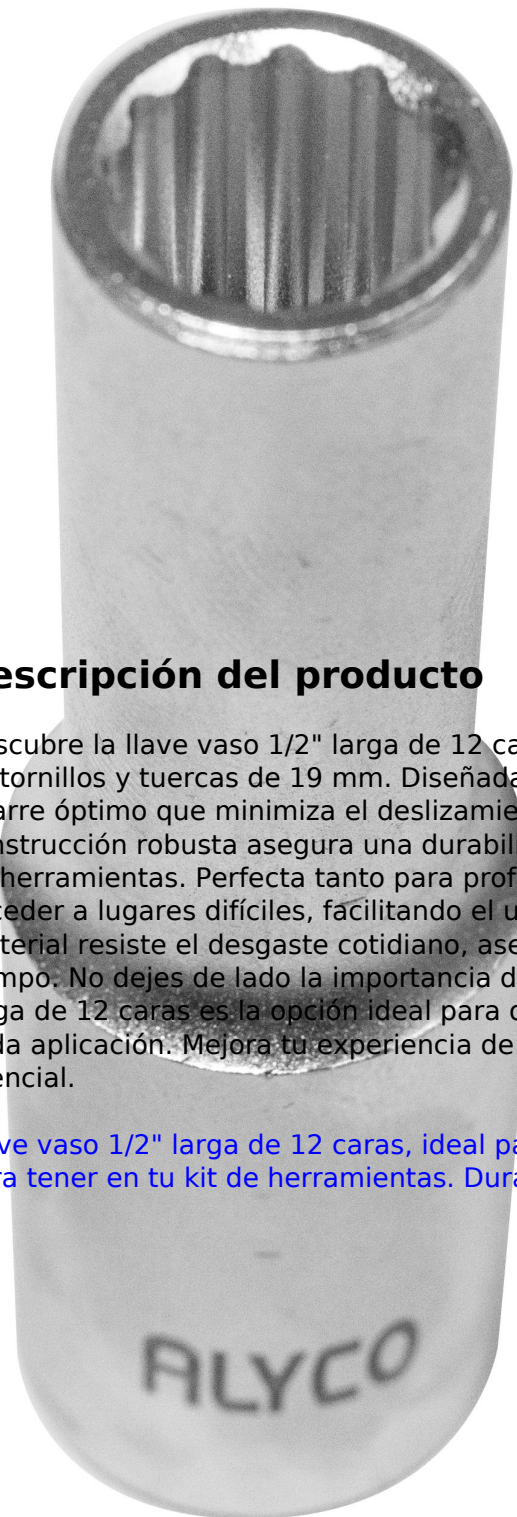 escripción del producto
scubre la llave vaso 1/2" larga de 12 ca
tornillos y tuercas de 19 mm. Diseñada
arre óptimo que minimiza el deslizamie
nstrucción robusta asegura una durabil
herramientas. Perfecta tanto para prof
ceder a lugares difíciles, facilitando el u
terial resiste el desgaste cotidiano, ase
mpo. No dejes de lado la importancia d
ga de 12 caras es la opción ideal para c
da aplicación. Mejora tu experiencia de
encial.
ve vaso 1/2" larga de 12 caras, ideal pa
ra tener en tu kit de herramientas. Dura
ALYCO